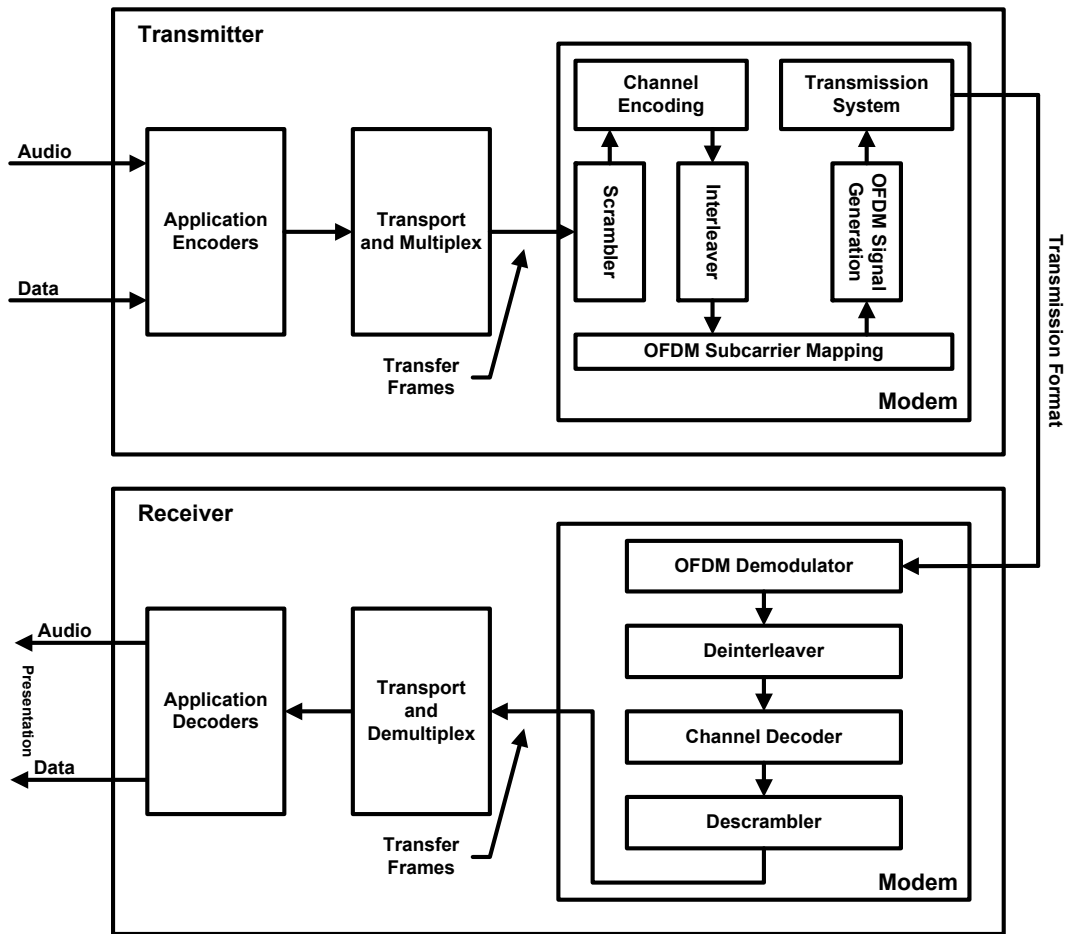 Transmitter
Audio
Data
Application
Encoders
Transport
and Multiplex
Transfer
Frames
Channel
Encoding
Scrambler
Interleaver
Transmission
System
OFDM Signal
Generation
OFDM Subcarrier Mapping
Modem
Transmission Format
Receiver
OFDM Demodulator
Deinterleaver
Channel Decoder
Descrambler
Modem
Transport
and
Demultiplex
Transfer
Frames
Application
Decoders
Audio
Presentation
Data